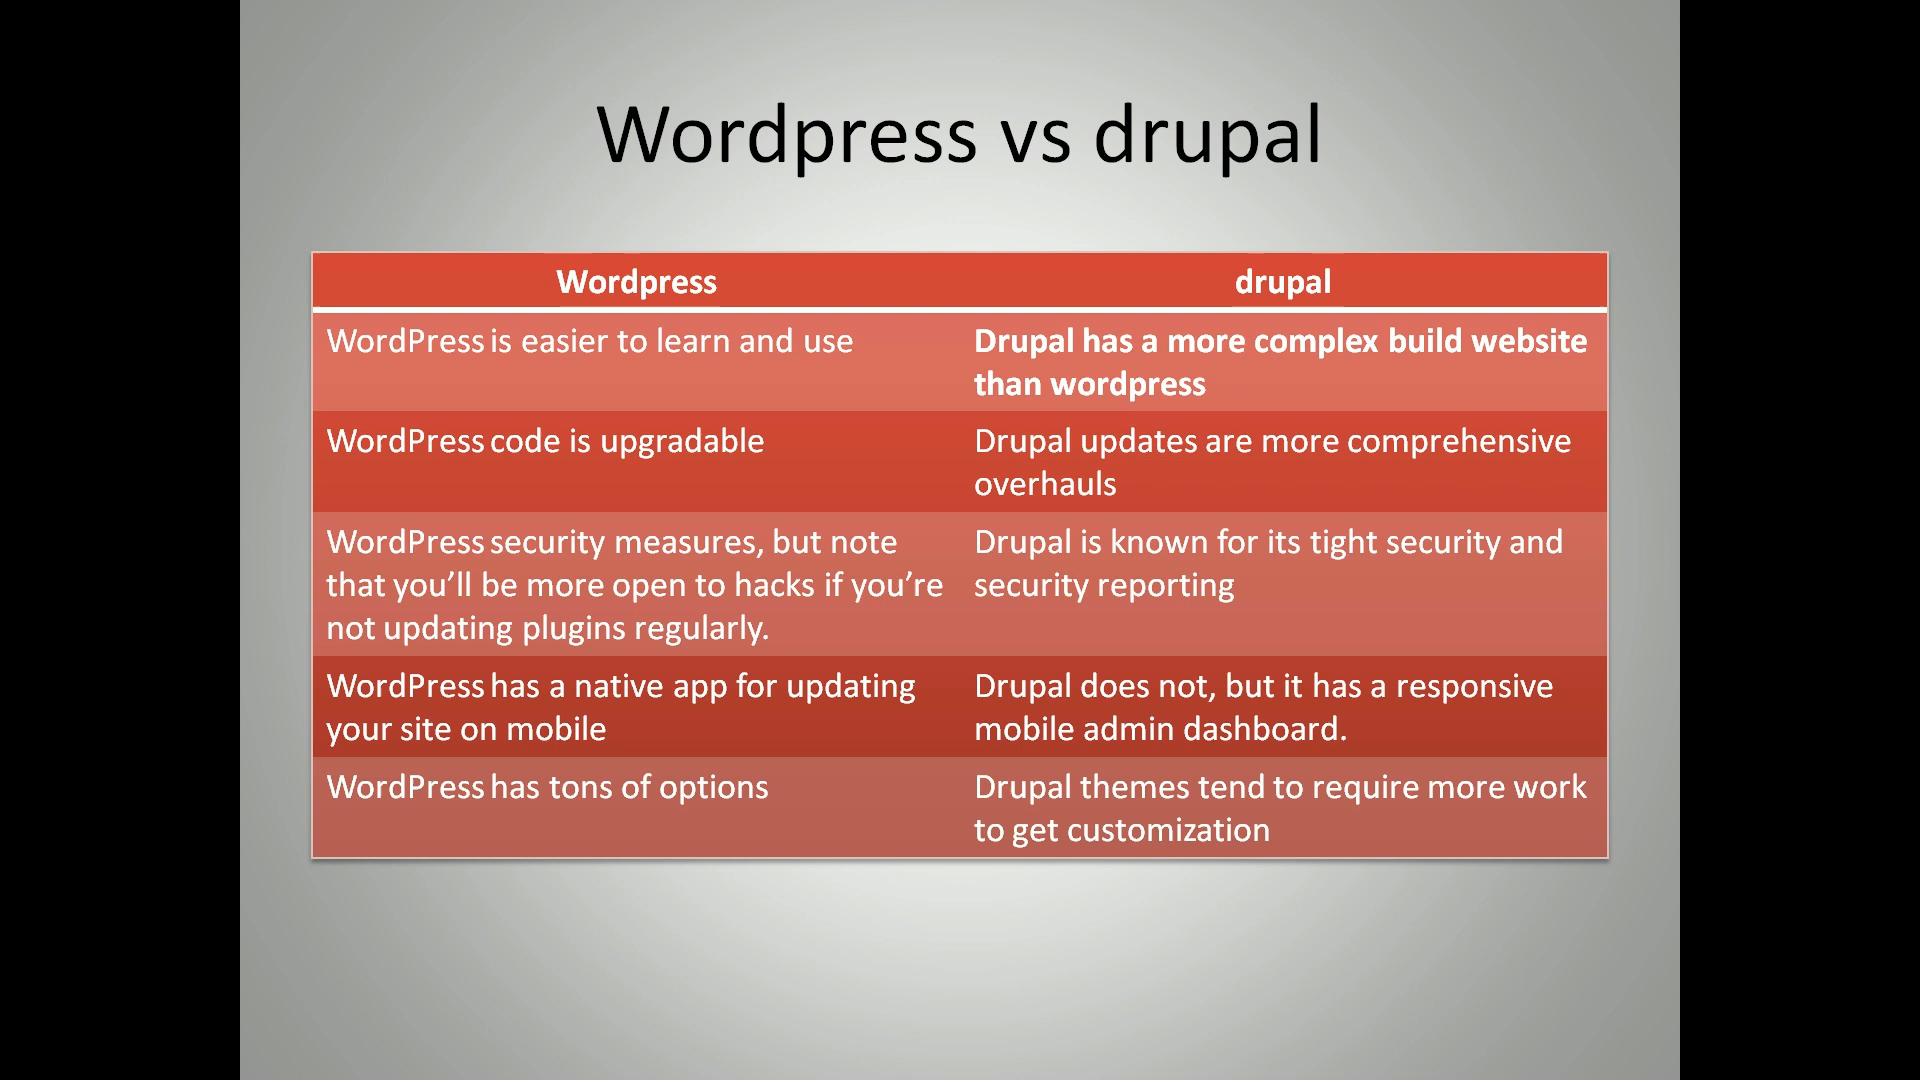 Wordpress vs drupal
Wordpress
drupal
WordPress is easier to learn and use
Drupal has a more complex build website
than wordpress
WordPress code is upgradable
Drupal updates are more comprehensive
overhauls
WordPress security measures, but note
that you’ll be more open to hacks if you’re
not updating plugins regularly.
Drupal is known for its tight security and
security reporting
WordPress has a native app for updating
your site on mobile
Drupal does not, but it has a responsive
mobile admin dashboard.
WordPress has tons of options
Drupal themes tend to require more work
to get customization